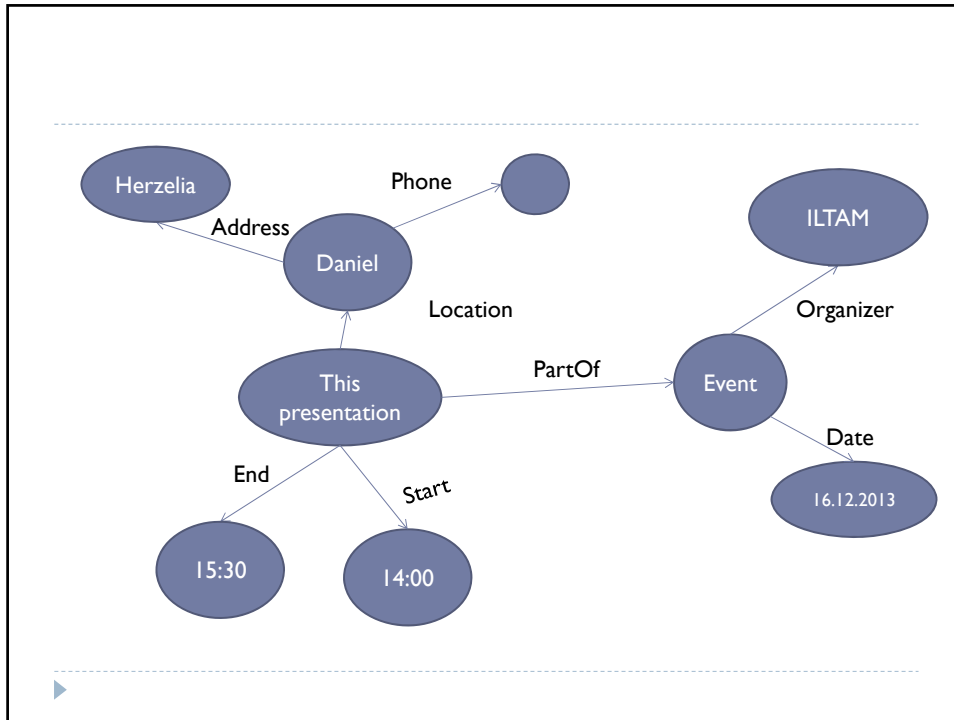 Herzelia
Phone
ILTAM
Address
Daniel
Location
Organizer
PartOf
This
presentation
Event
Date
End
Start
16.12.2013
15:30
14:00